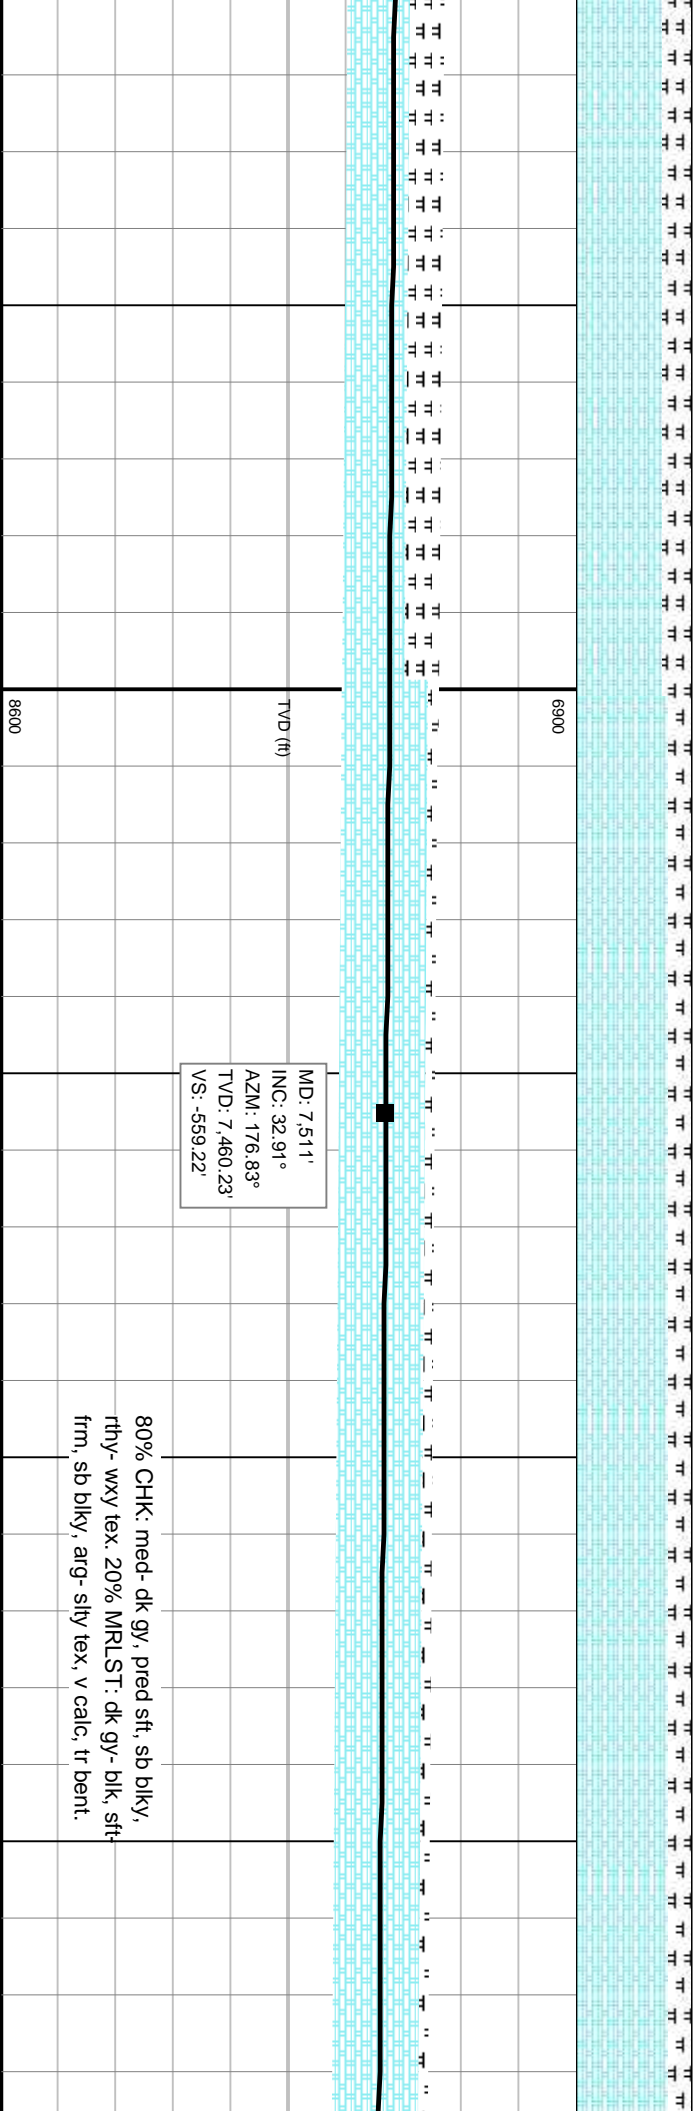 6900
TVD (ft)
8600
MD: 7,511'
INC: 32.91°
AZM: 176.83°
TVD: 7,460.23'
VS: -559.22'
80% CHK: med- dk gy, pred sft, sb blky,
rthy- wxy tex. 20% MRLST: dk gy- blk, sft-
frm, sb blky, arg- slty tex, v calc, tr bent.